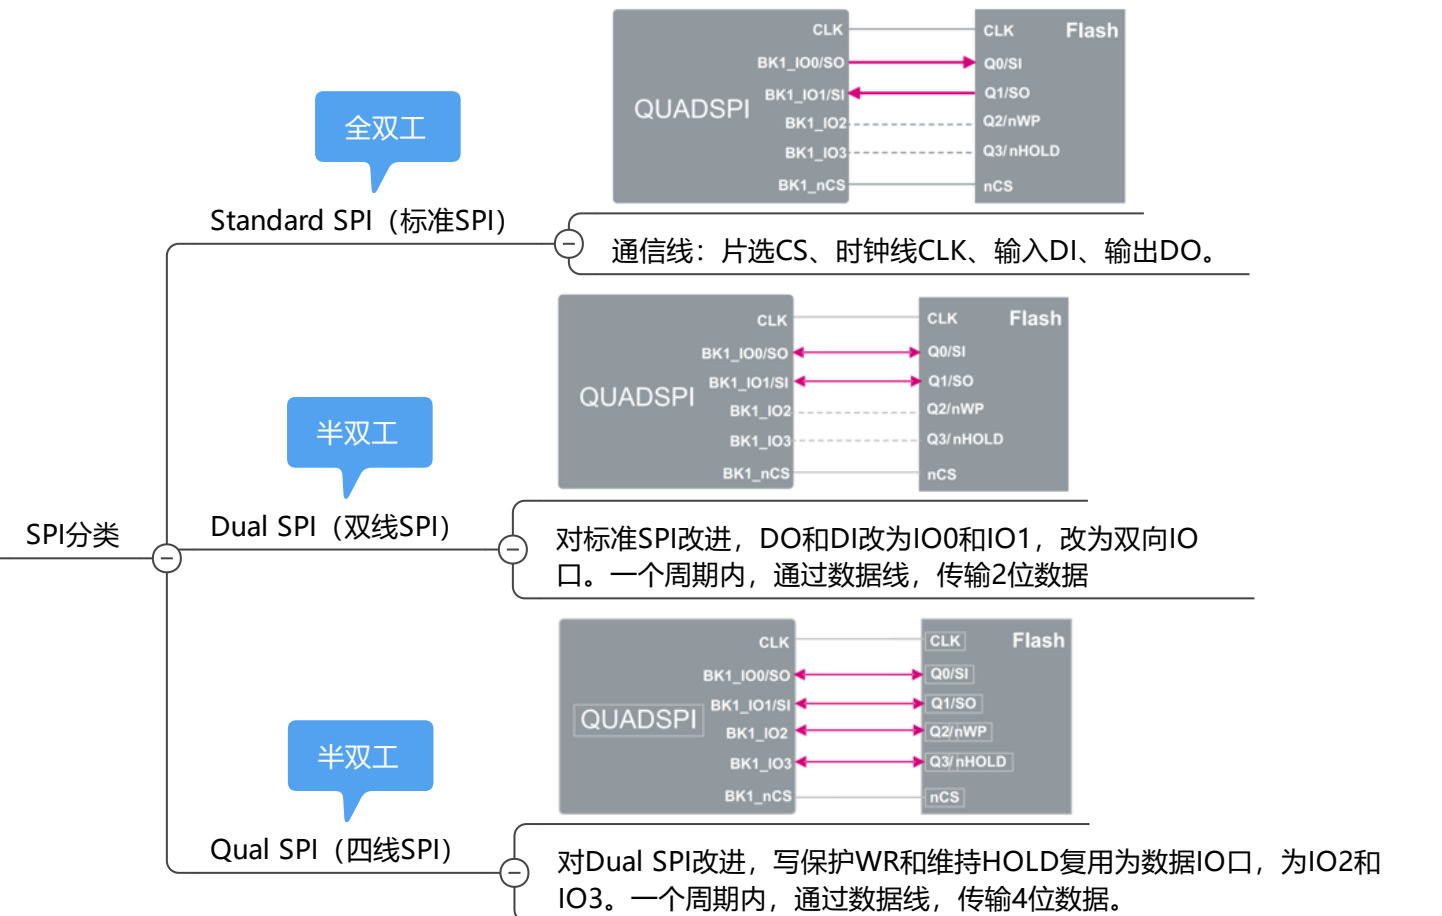 SPI分类
全双工
Standard SPI（标准SPI）
QUADSPI
CLK
BK1_IO0/SO
BK1_IO1/SI
BK1_IO2
BK1_IO3
BK1_nCS
Flash
CLK
Q0/SI
Q1/SO
Q2/nWP
Q3/nHOLD
nCS
通信线：片选CS、时钟线CLK、输入DI、输出DO。
半双工
Dual SPI（双线SPI）
QUADSPI
CLK
BK1_IO0/SO
BK1_IO1/SI
BK1_IO2
BK1_IO3
BK1_nCS
Flash
CLK
Q0/SI
Q1/SO
Q2/nWP
Q3/nHOLD
nCS
对标准SPI改进，DO和DI改为IO0和IO1，改为双向IO
口。一个周期内，通过数据线，传输2位数据
半双工
Qual SPI（四线SPI）
QUADSPI
CLK
BK1_IO0/SO
BK1_IO1/SI
BK1_IO2
BK1_IO3
BK1_nCS
Flash
CLK
Q0/SI
Q1/SO
Q2/nWP
Q3/nHOLD
nCS
对Dual SPI改进，写保护WR和维持HOLD复用为数据IO口，为IO2和
IO3。一个周期内，通过数据线，传输4位数据。